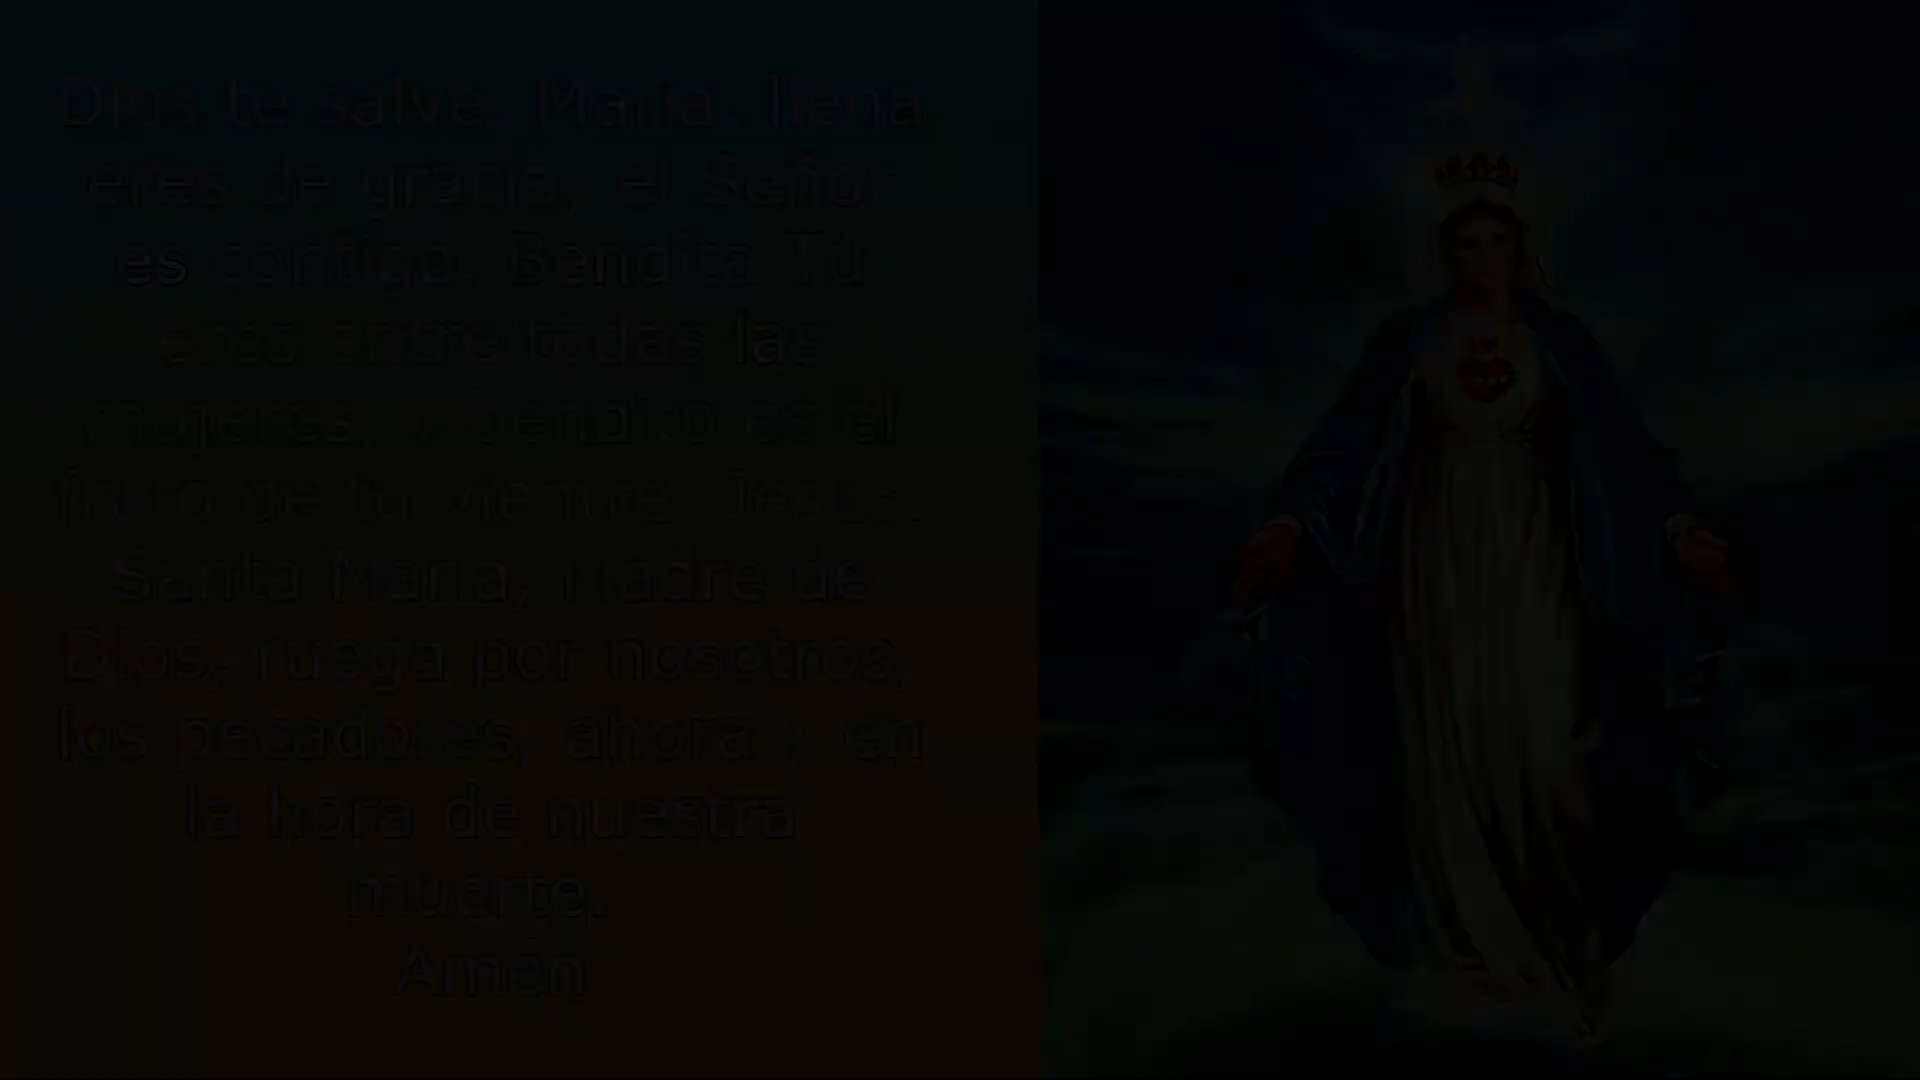 Dios te salve, María, llena
eres de gracia, el Señor
es contigo. Bendita Tú
eres entre todas las
mujeres, y bendito es el
fruto de tu vientre, Jesús.
Santa María, Madre de
Dios, ruega por nosotros,
los pecadores, ahora y en
la hora de nuestra
muerte.
Amén